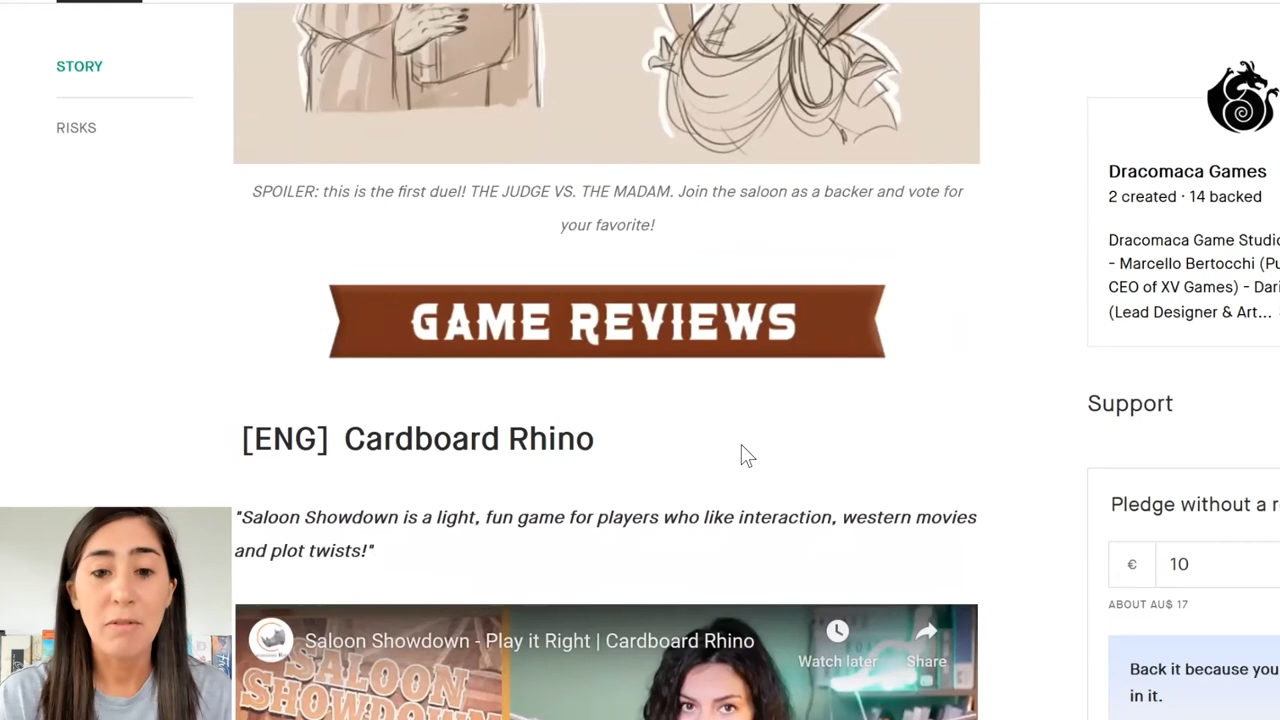 STORY
RISKS
SPOILER: this is the first duel! THE JUDGE VS. THE MADAM. Join the saloon as a backer and vote for
your favorite!
GAME REVIEWS
[ENG] Cardboard Rhino
"Saloon Showdown is a light, fun game for players who like interaction, western movies
and plot twists!"
Saloon Showdown - Play it Right | Cardboard Rhino
Watch later
Share
SALOON
SHOWDOWN
Dracomaca Games
2 created · 14 backed
Dracomaca Game Studio
- Marcello Bertocchi (Pu
CEO of XV Games) - Dari
(Lead Designer & Art...
Support
Pledge without a r
€ 10
ABOUT AU$ 17
Back it because you
in it.